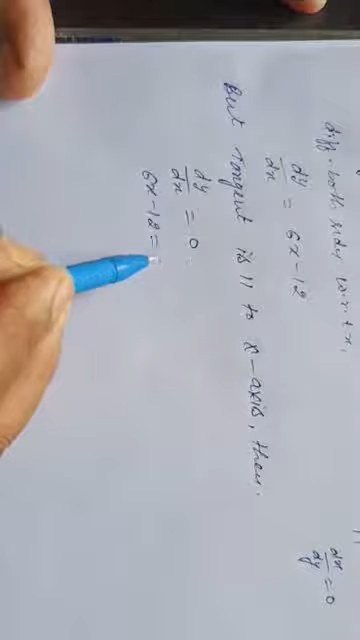 diff. both side w.r.t x,
dy/dx = 6x - 12
But tangent is || to x-axis, then.
dy/dx = 0
6x - 12 =
dx/dy = 0